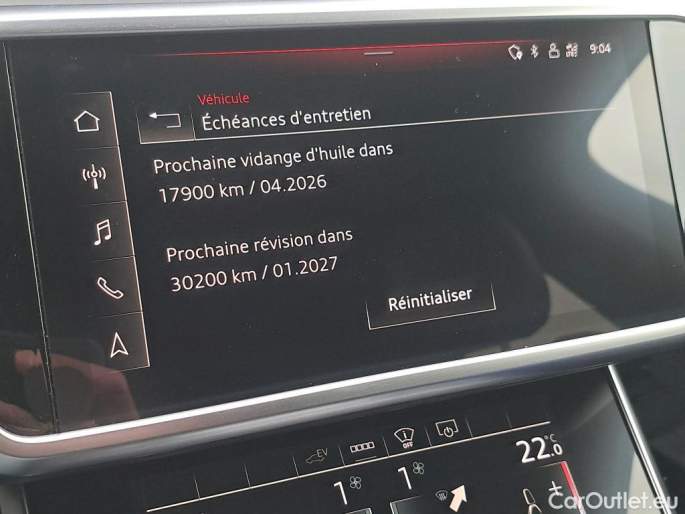 9:04
Véhicule
Échéances d'entretien
Prochaine vidange d'huile dans
17900 km / 04.2026
Prochaine révision dans
30200 km / 01.2027
Réinitialiser
EV
OFF
22.0 °C
1
1
+
CarOutlet.eu